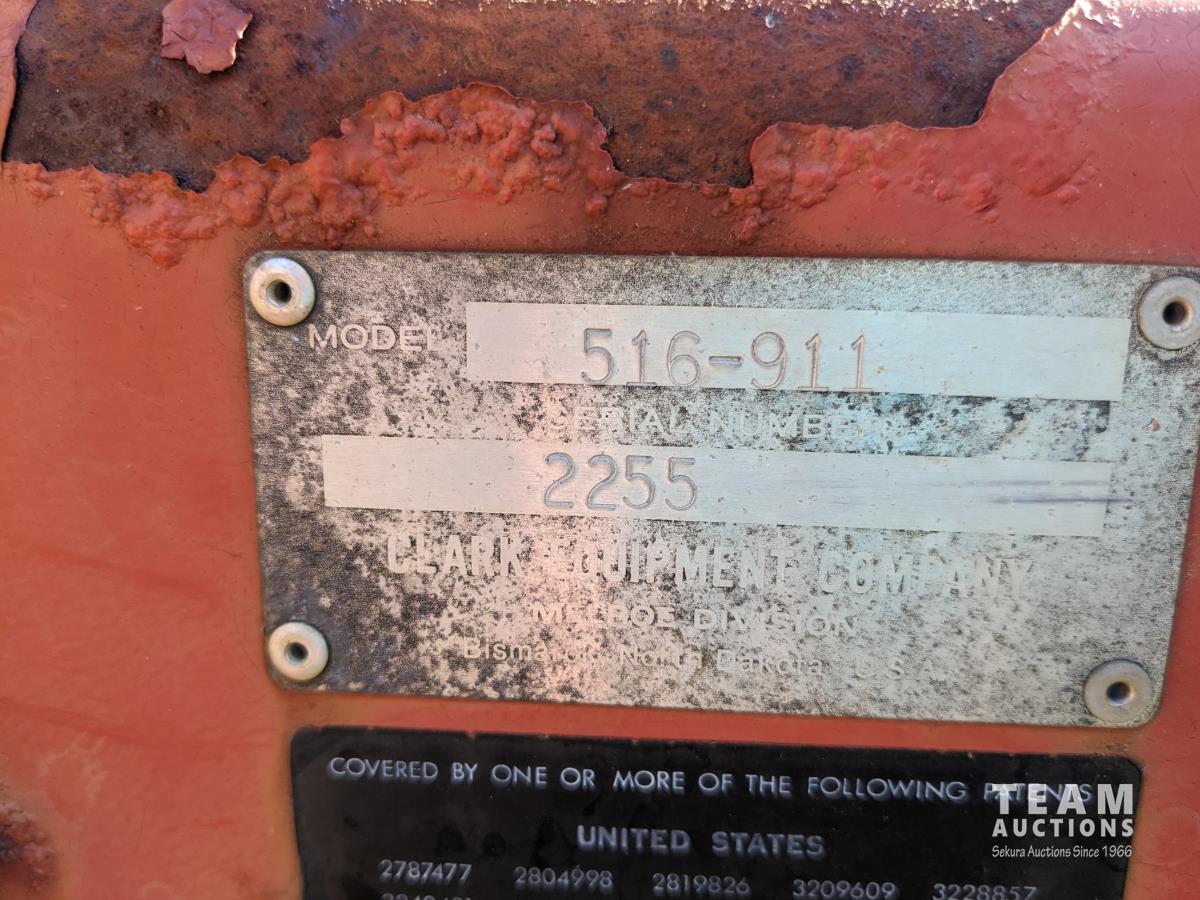 MODEL 516-911
SERIAL NUMBER
2255
CLARK EQUIPMENT COMPANY
MELROE DIVISION
Bismarck, North Dakota, U.S.A.
COVERED BY ONE OR MORE OF THE FOLLOWING PATENTS
UNITED STATES
2787477 2804998 2819826 3209609 3228857
TEAM
AUCTIONS
Sekura Auctions Since 1966